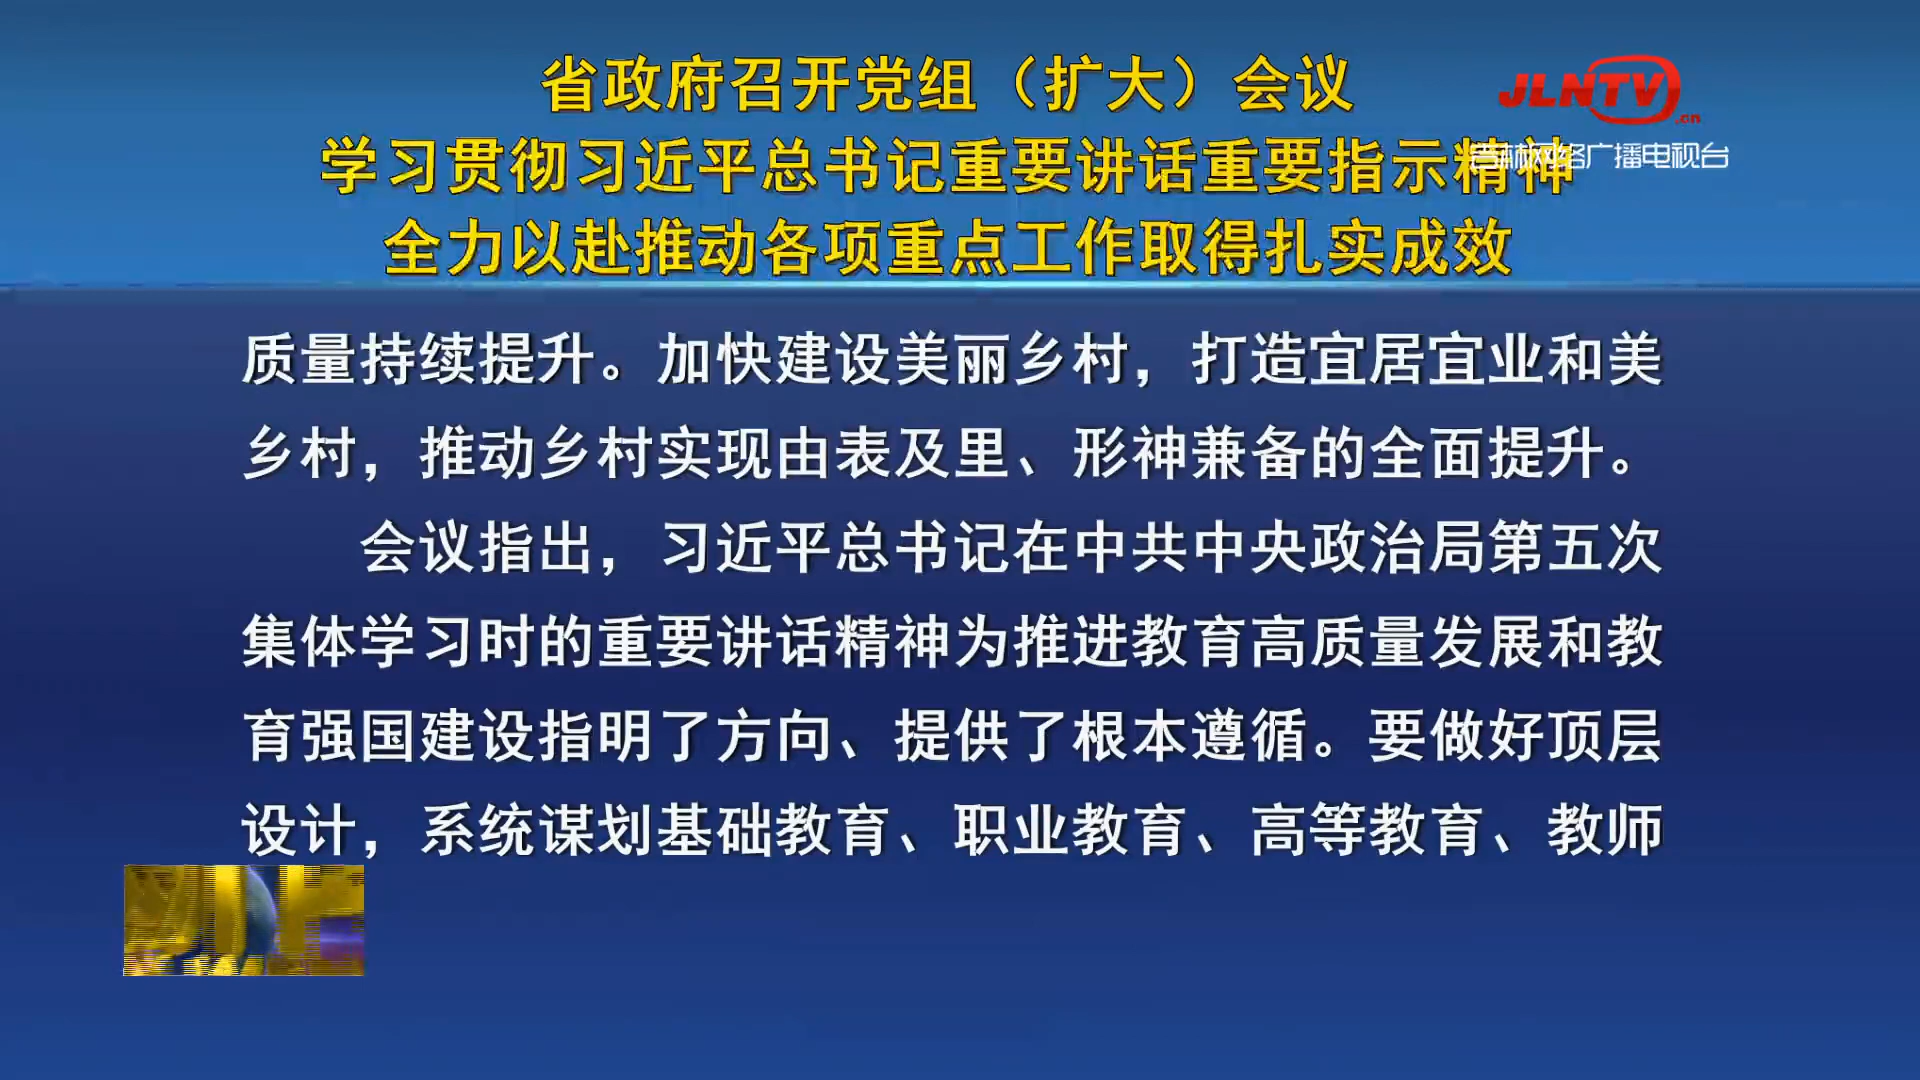 省政府召开党组（扩大）会议
学习贯彻习近平总书记重要讲话重要指示精神
全力以赴推动各项重点工作取得扎实成效
JLNTV.cn
吉林网络广播电视台
质量持续提升。加快建设美丽乡村，打造宜居宜业和美
乡村，推动乡村实现由表及里、形神兼备的全面提升。
会议指出，习近平总书记在中共中央政治局第五次
集体学习时的重要讲话精神为推进教育高质量发展和教
育强国建设指明了方向、提供了根本遵循。要做好顶层
设计，系统谋划基础教育、职业教育、高等教育、教师